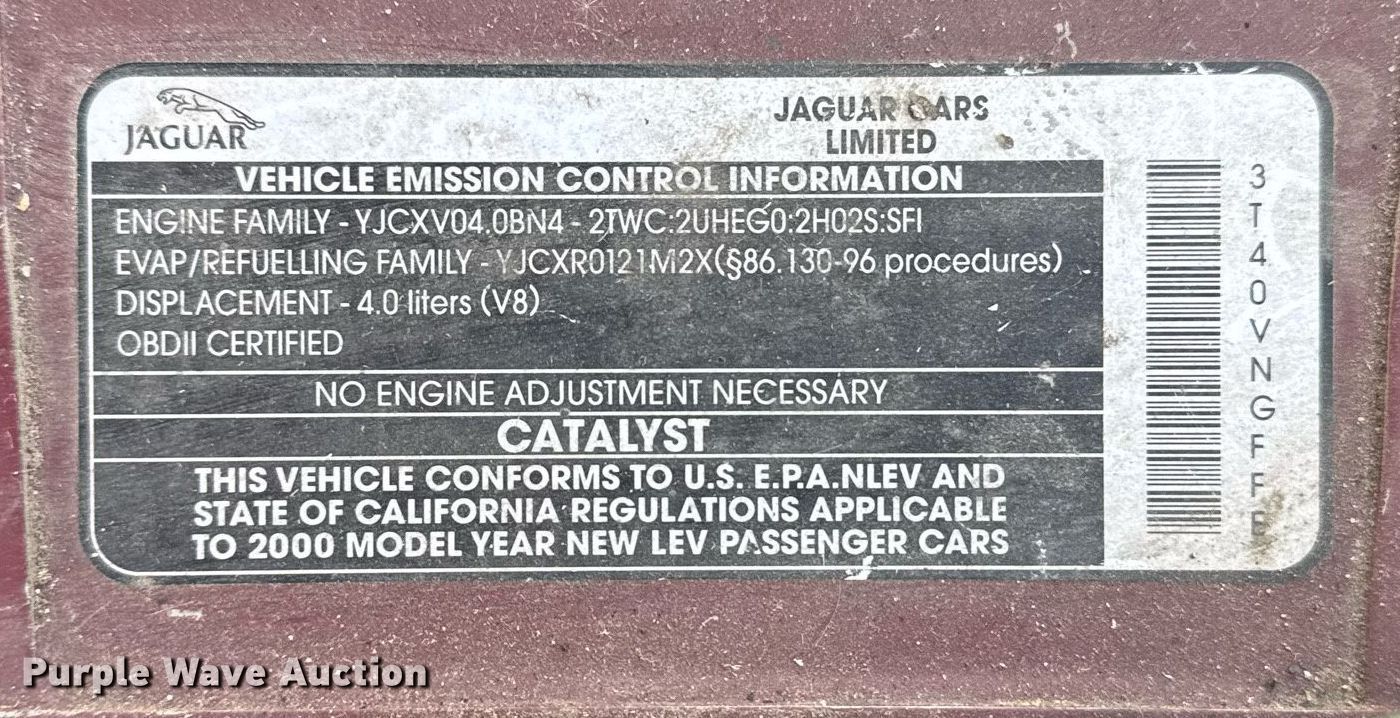 JAGUAR
JAGUAR CARS
LIMITED
VEHICLE EMISSION CONTROL INFORMATION
ENGINE FAMILY - YJCXV04.0BN4 - 2TWC:2UHEGO:2H02S:SFI
EVAP/REFUELLING FAMILY - YJCXR0121M2X(§86.130-96 procedures)
DISPLACEMENT - 4.0 liters (V8)
OBDII CERTIFIED
NO ENGINE ADJUSTMENT NECESSARY
CATALYST
THIS VEHICLE CONFORMS TO U.S. E.P.A.NLEV AND
STATE OF CALIFORNIA REGULATIONS APPLICABLE
TO 2000 MODEL YEAR NEW LEV PASSENGER CARS
3T40VNGFFE
Purple Wave Auction